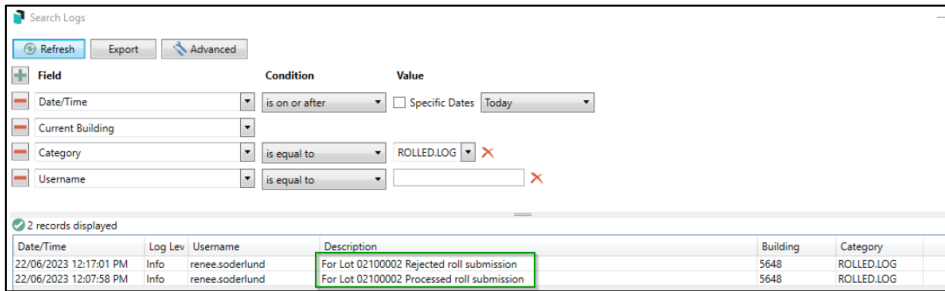 Search Logs
Refresh Export Advanced
Field Condition Value
Date/Time is on or after Specific Dates Today
Current Building
Category is equal to ROLLED.LOG
Username is equal to
2 records displayed
Date/Time Log Lev Username Description Building Category
22/06/2023 12:17:01 PM Info renee.soderlund For Lot 02100002 Rejected roll submission 5648 ROLLED.LOG
22/06/2023 12:07:58 PM Info renee.soderlund For Lot 02100002 Processed roll submission 5648 ROLLED.LOG